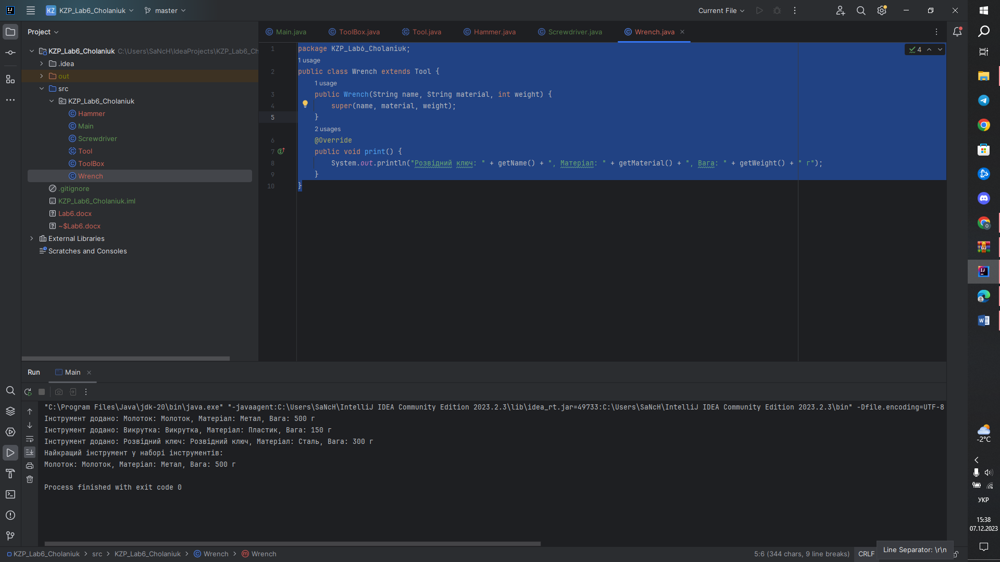 KZ KZP_Lab6_Cholaniuk master Current File
Project
Main.java ToolBox.java Tool.java Hammer.java Screwdriver.java Wrench.java
KZP_Lab6_Cholaniuk C:\Users\SaNcH\IdeaProjects\KZP_Lab6_Ch
.idea
out
src
KZP_Lab6_Cholaniuk
Hammer
Main
Screwdriver
Tool
ToolBox
Wrench
.gitignore
KZP_Lab6_Cholaniuk.iml
Lab6.docx
~$Lab6.docx
External Libraries
Scratches and Consoles
4
1 package KZP_Lab6_Cholaniuk;
1 usage
2 public class Wrench extends Tool {
1 usage
3 public Wrench(String name, String material, int weight) {
4 super(name, material, weight);
5 }
2 usages
6 @Override
7 public void print() {
8 System.out.println("Розвідний ключ: " + getName() + ", Матеріал: " + getMaterial() + ", Вага: " + getWeight() + " г");
9 }
10 }
Run Main
"C:\Program Files\Java\jdk-20\bin\java.exe" "-javaagent:C:\Users\SaNcH\IntelliJ IDEA Community Edition 2023.2.3\lib\idea_rt.jar=49733:C:\Users\SaNcH\IntelliJ IDEA Community Edition 2023.2.3\bin" -Dfile.encoding=UTF-8
Інструмент додано: Молоток: Молоток, Матеріал: Метал, Вага: 500 г
Інструмент додано: Викрутка: Викрутка, Матеріал: Пластик, Вага: 150 г
Інструмент додано: Розвідний ключ: Розвідний ключ, Матеріал: Сталь, Вага: 300 г
Найкращий інструмент у наборі інструментів:
Молоток: Молоток, Матеріал: Метал, Вага: 500 г
Process finished with exit code 0
KZP_Lab6_Cholaniuk src KZP_Lab6_Cholaniuk Wrench Wrench
5:6 (344 chars, 9 line breaks) CRLF
Line Separator: \r\n
-2°C
УКР
15:38
07.12.2023